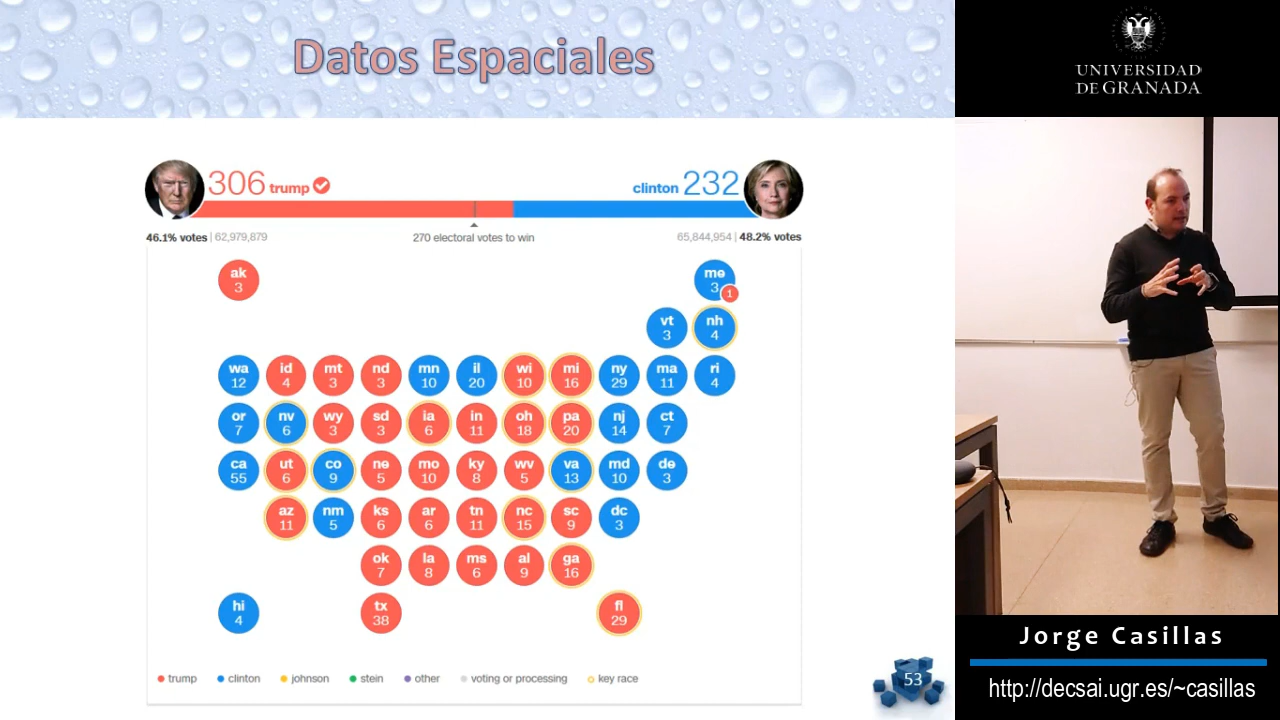 Datos Espaciales
UNIVERSIDAD
DE GRANADA
306 trump
clinton 232
46.1% votes | 62,979,879
270 electoral votes to win
65,844,954 | 48.2% votes
ak
3
me
3
1
vt
3
nh
4
wa
12
id
4
mt
3
nd
3
mn
10
il
20
wi
10
mi
16
ny
29
ma
11
ri
4
or
7
nv
6
wy
3
sd
3
ia
6
in
11
oh
18
pa
20
nj
14
ct
7
ca
55
ut
6
co
9
ne
5
mo
10
ky
8
wv
5
va
13
md
10
de
3
az
11
nm
5
ks
6
ar
6
tn
11
nc
15
sc
9
dc
3
ok
7
la
8
ms
6
al
9
ga
16
hi
4
tx
38
fl
29
trump
clinton
johnson
stein
other
voting or processing
key race
53
Jorge Casillas
http://decsai.ugr.es/~casillas